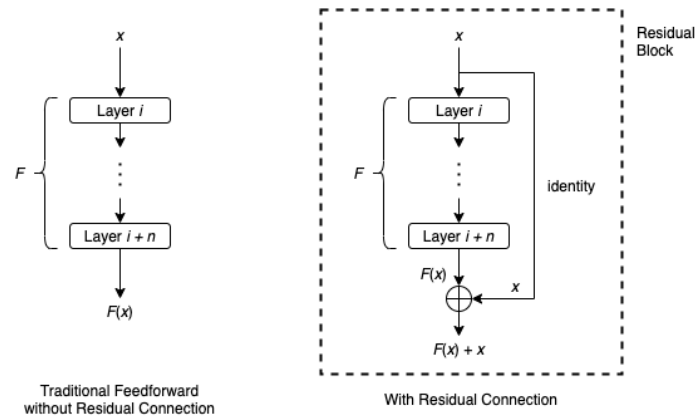 x
Layer i
F
Layer i + n
F(x)
Traditional Feedforward
without Residual Connection
Residual
Block
x
Layer i
F
identity
Layer i + n
F(x)
x
F(x) + x
With Residual Connection